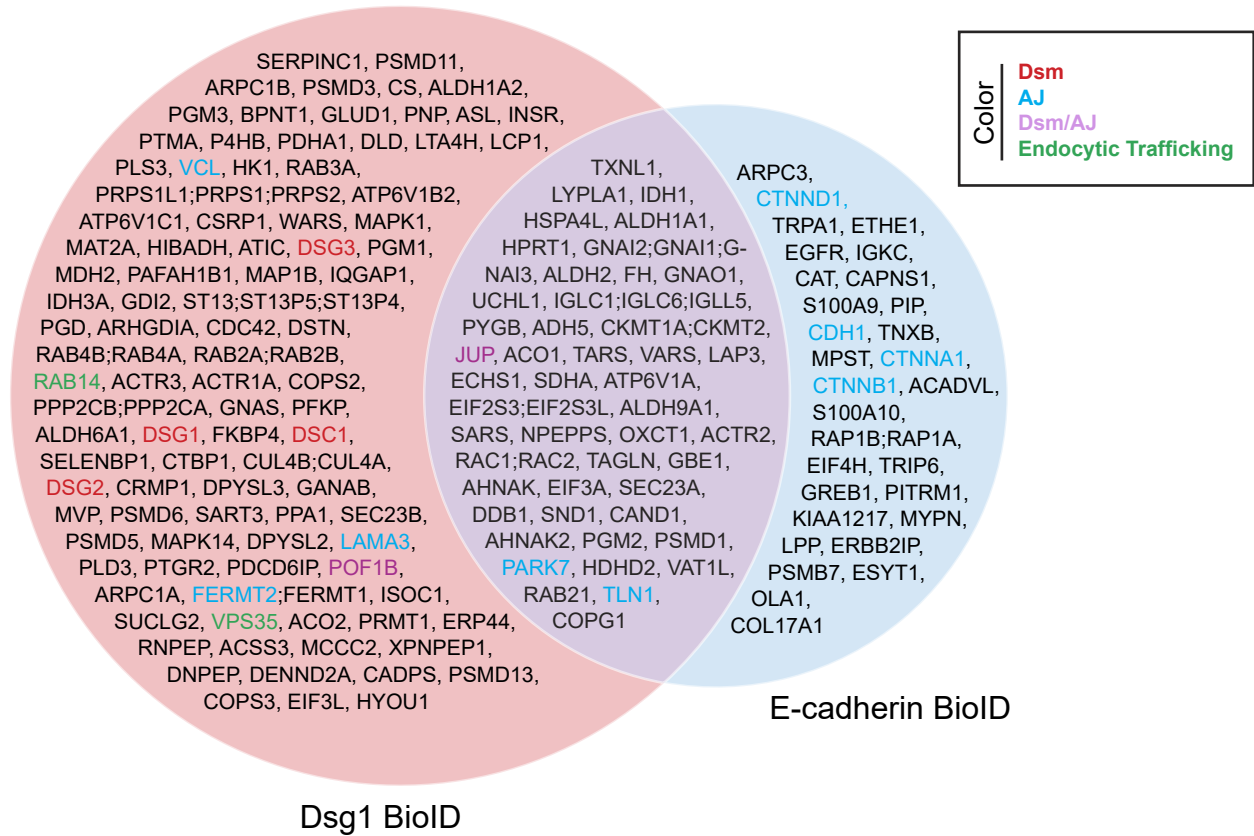 SERPINC1, PSMD11,
ARPC1B, PSMD3, CS, ALDH1A2,
PGM3, BPNT1, GLUD1, PNP, ASL, INSR,
PTMA, P4HB, PDHA1, DLD, LTA4H, LCP1,
PLS3, VCL, HK1, RAB3A,
PRPS1L1;PRPS1;PRPS2, ATP6V1B2,
ATP6V1C1, CSRP1, WARS, MAPK1,
MAT2A, HIBADH, ATIC, DSG3, PGM1,
MDH2, PAFAH1B1, MAP1B, IQGAP1,
IDH3A, GDI2, ST13;ST13P5;ST13P4,
PGD, ARHGDIA, CDC42, DSTN,
RAB4B;RAB4A, RAB2A;RAB2B,
RAB14, ACTR3, ACTR1A, COPS2,
PPP2CB;PPP2CA, GNAS, PFKP,
ALDH6A1, DSG1, FKBP4, DSC1,
SELENBP1, CTBP1, CUL4B;CUL4A,
DSG2, CRMP1, DPYSL3, GANAB,
MVP, PSMD6, SART3, PPA1, SEC23B,
PSMD5, MAPK14, DPYSL2, LAMA3,
PLD3, PTGR2, PDCD6IP, POF1B,
ARPC1A, FERMT2;FERMT1, ISOC1,
SUCLG2, VPS35, ACO2, PRMT1, ERP44,
RNPEP, ACSS3, MCCC2, XPNPEP1,
DNPEP, DENND2A, CADPS, PSMD13,
COPS3, EIF3L, HYOU1
TXNL1,
LYPLA1, IDH1,
HSPA4L, ALDH1A1,
HPRT1, GNAI2;GNAI1;G-
NAI3, ALDH2, FH, GNAO1,
UCHL1, IGLC1;IGLC6;IGLL5,
PYGB, ADH5, CKMT1A;CKMT2,
JUP, ACO1, TARS, VARS, LAP3,
ECHS1, SDHA, ATP6V1A,
EIF2S3;EIF2S3L, ALDH9A1,
SARS, NPEPPS, OXCT1, ACTR2,
RAC1;RAC2, TAGLN, GBE1,
AHNAK, EIF3A, SEC23A,
DDB1, SND1, CAND1,
AHNAK2, PGM2, PSMD1,
PARK7, HDHD2, VAT1L,
RAB21, TLN1,
COPG1
ARPC3,
CTNND1,
TRPA1, ETHE1,
EGFR, IGKC,
CAT, CAPNS1,
S100A9, PIP,
CDH1, TNXB,
MPST, CTNNA1,
CTNNB1, ACADVL,
S100A10,
RAP1B;RAP1A,
EIF4H, TRIP6,
GREB1, PITRM1,
KIAA1217, MYPN,
LPP, ERBB2IP,
PSMB7, ESYT1,
OLA1,
COL17A1
Color
Dsm
AJ
Dsm/AJ
Endocytic Trafficking
E-cadherin BioID
Dsg1 BioID